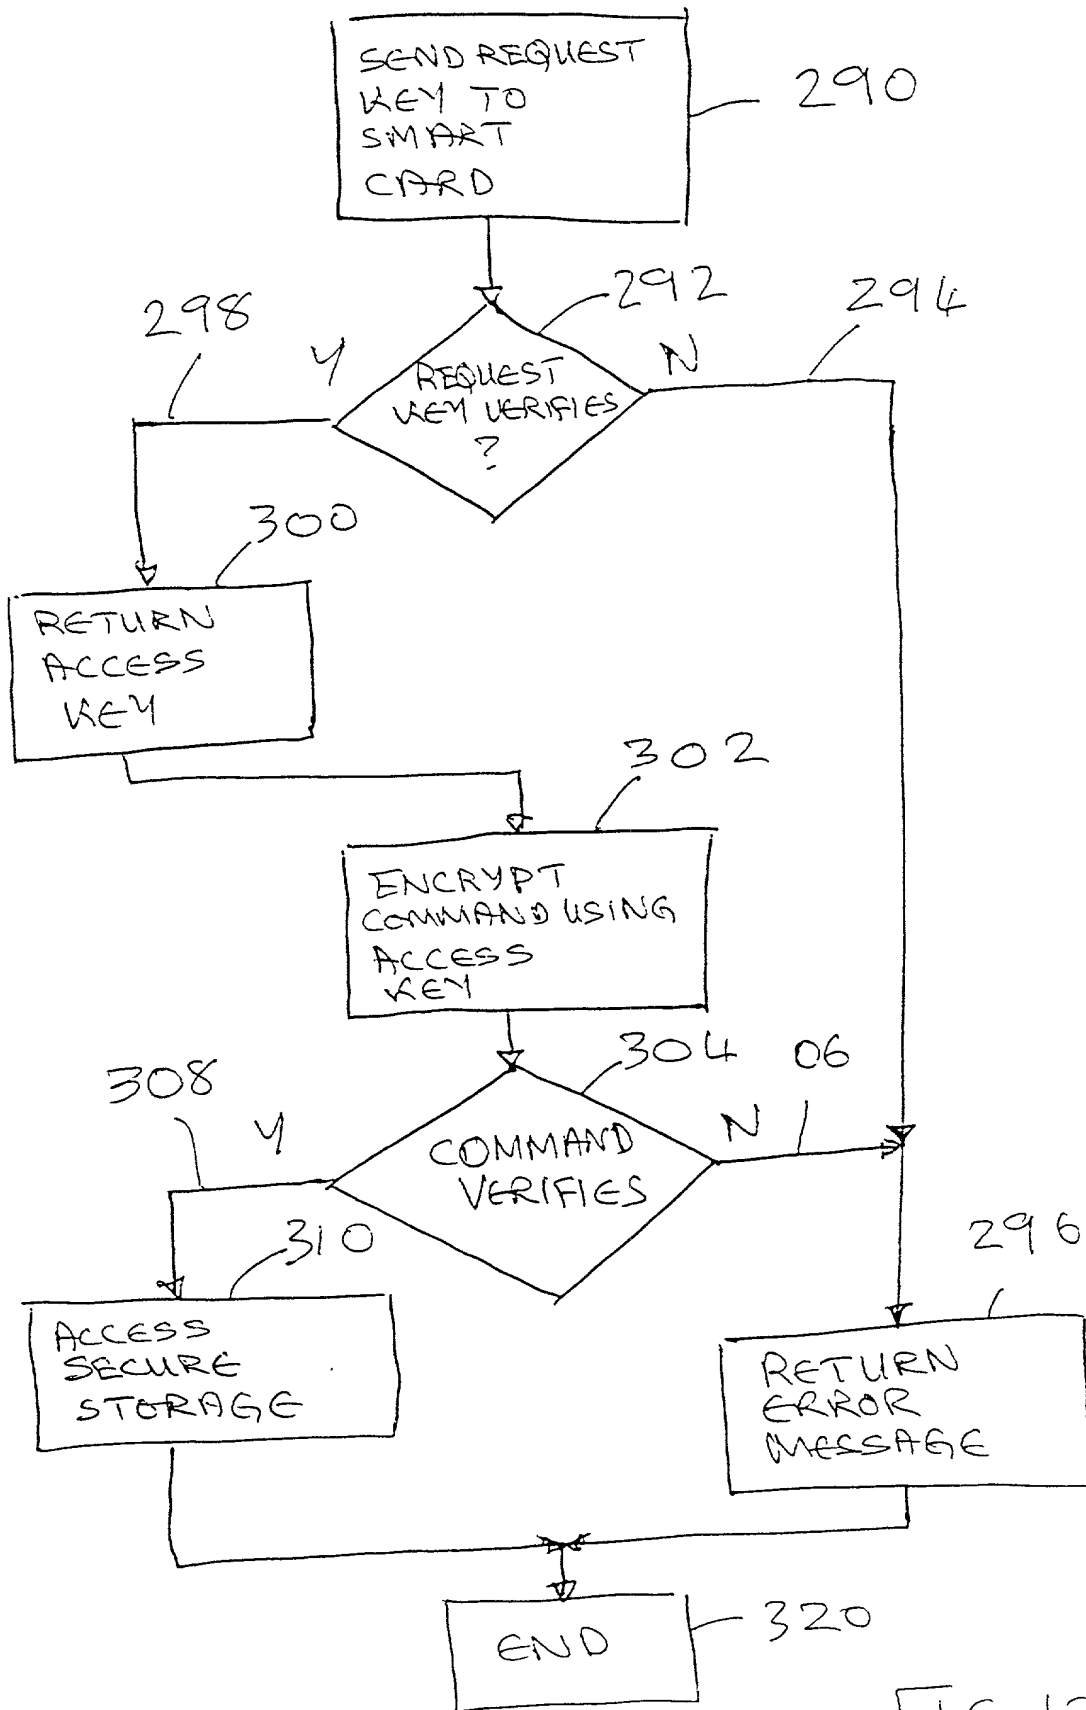 SEND REQUEST
KEY TO
SMART
CARD
290
292
294
298
Y
N
REQUEST
KEY VERIFIES
?
300
RETURN
ACCESS
KEY
302
ENCRYPT
COMMAND USING
ACCESS
KEY
304
06
308
Y
N
COMMAND
VERIFIES
310
296
ACCESS
SECURE
STORAGE
RETURN
ERROR
MESSAGE
END
320